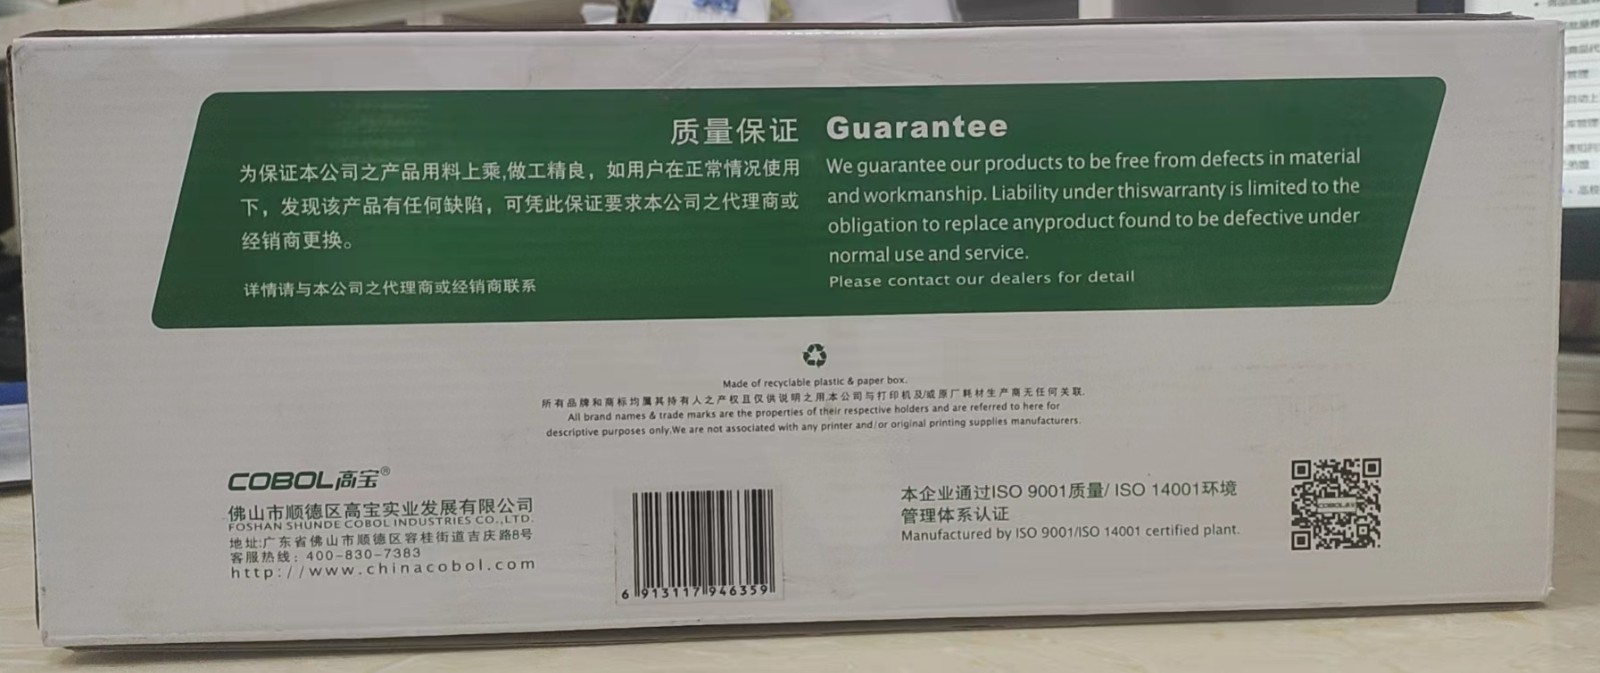 质量保证
为保证本公司之产品用料上乘,做工精良，如用户在正常情况使用
下，发现该产品有任何缺陷，可凭此保证要求本公司之代理商或
经销商更换。
详情请与本公司之代理商或经销商联系
Guarantee
We guarantee our products to be free from defects in material
and workmanship. Liability under thiswarranty is limited to the
obligation to replace anyproduct found to be defective under
normal use and service.
Please contact our dealers for detail
Made of recyclable plastic & paper box.
所有品牌和商标均属其持有人之产权且仅供说明之用.本公司与打印机及/或原厂耗材生产商无任何关联.
All brand names & trade marks are the properties of their respective holders and are referred to here for
descriptive purposes only.We are not associated with any printer and/or original printing supplies manufacturers.
COBOL高宝®
佛山市顺德区高宝实业发展有限公司
FOSHAN SHUNDE COBOL INDUSTRIES CO.,LTD.
地址:广东省佛山市顺德区容桂街道吉庆路8号
客服热线：400-830-7383
http://www.chinacobol.com
6 913117 946359
本企业通过ISO 9001质量/ ISO 14001环境
管理体系认证
Manufactured by ISO 9001/ISO 14001 certified plant.